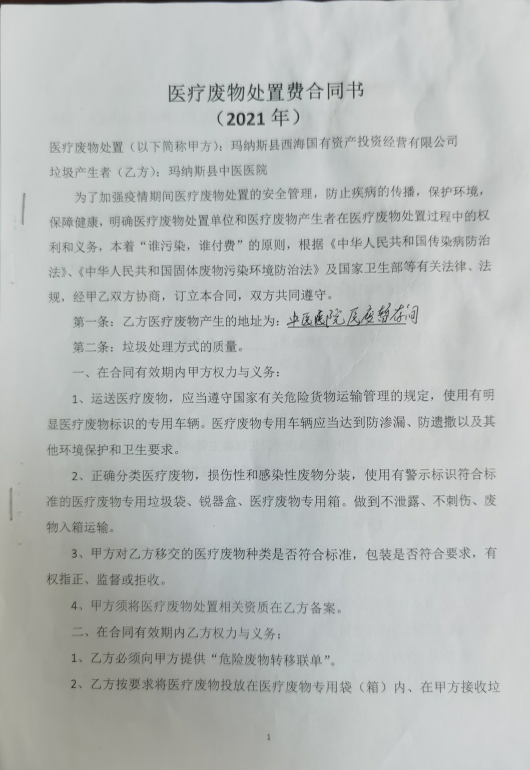 医疗废物处置费合同书
（2021 年）
医疗废物处置（以下简称甲方）：玛纳斯县西海国有资产投资经营有限公司
垃圾产生者（乙方）：玛纳斯县中医医院
为了加强疫情期间医疗废物处置的安全管理，防止疾病的传播，保护环境，
保障健康，明确医疗废物处置单位和医疗废物产生者在医疗废物处置过程中的权
利和义务，本着“谁污染，谁付费”的原则，根据《中华人民共和国传染病防治
法》、《中华人民共和国固体废物污染环境防治法》及国家卫生部等有关法律、法
规，经甲乙双方协商，订立本合同，双方共同遵守。
第一条：乙方医疗废物产生的地址为：中医医院医废暂存间
第二条：垃圾处理方式的质量。
一、在合同有效期内甲方权力与义务：
1、运送医疗废物，应当遵守国家有关危险货物运输管理的规定，使用有明
显医疗废物标识的专用车辆。医疗废物专用车辆应当达到防渗漏、防遗撒以及其
他环境保护和卫生要求。
2、正确分类医疗废物，损伤性和感染性废物分装，使用有警示标识符合标
准的医疗废物专用垃圾袋、锐器盒、医疗废物专用箱。做到不泄露、不刺伤、废
物入箱运输。
3、甲方对乙方移交的医疗废物种类是否符合标准，包装是否符合要求，有
权指正、监督或拒收。
4、甲方须将医疗废物处置相关资质在乙方备案。
二、在合同有效期内乙方权力与义务：
1、乙方必须向甲方提供“危险废物转移联单”。
2、乙方按要求将医疗废物投放在医疗废物专用袋（箱）内、在甲方接收垃
1